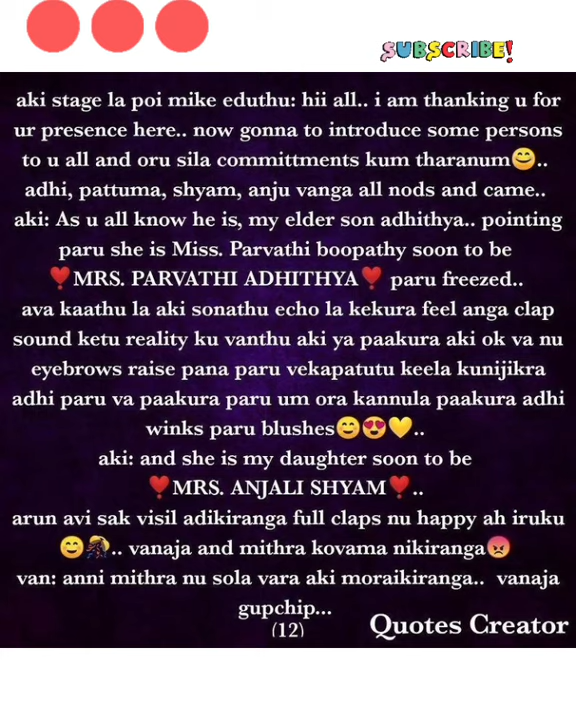 SUBSCRIBE!
aki stage la poi mike eduthu: hii all.. i am thanking u for
ur presence here.. now gonna to introduce some persons
to u all and oru sila committments kum tharanum😊..
adhi, pattuma, shyam, anju vanga all nods and came..
aki: As u all know he is, my elder son adhithya.. pointing
paru she is Miss. Parvathi boopathy soon to be
❤️MRS. PARVATHI ADHITHYA❤️ paru freezed..
ava kaathu la aki sonathu echo la kekura feel anga clap
sound ketu reality ku vanthu aki ya paakura aki ok va nu
eyebrows raise pana paru vekapatutu keela kunijikra
adhi paru va paakura paru um ora kannula paakura adhi
winks paru blushes😊😍💛..
aki: and she is my daughter soon to be
❤️MRS. ANJALI SHYAM❤️..
arun avi sak visil adikiranga full claps nu happy ah iruku
😊🎊.. vanaja and mithra kovama nikiranga😡
van: anni mithra nu sola vara aki moraikiranga.. vanaja
gupchip...
(12)
Quotes Creator